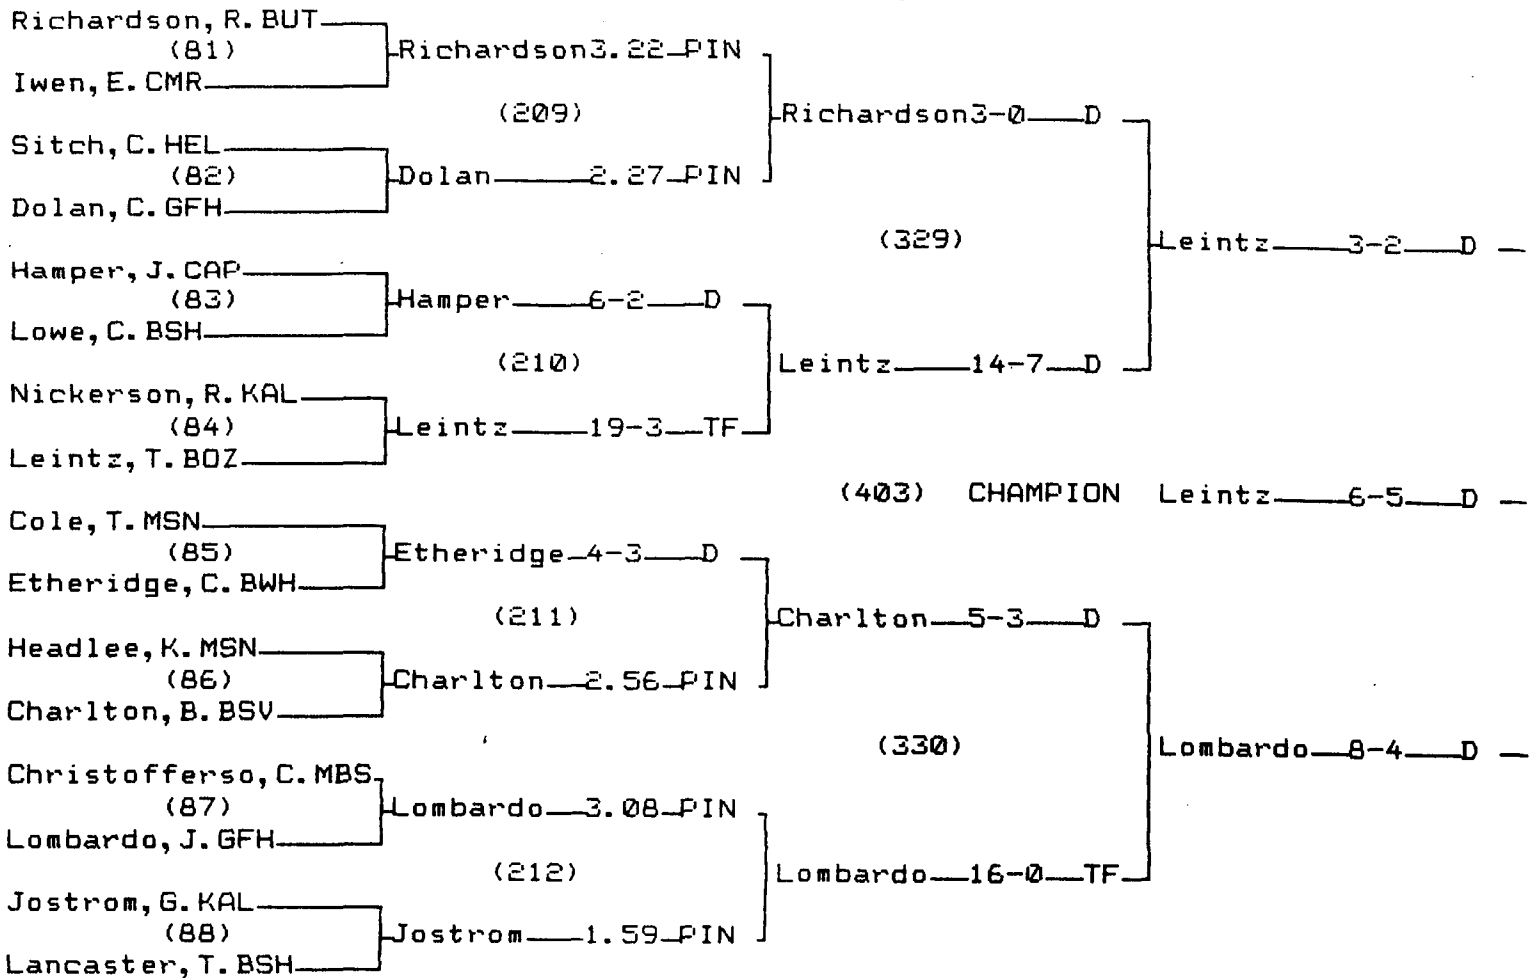 Richardson, R. BUT
(81) Richardson 3.22 PIN
Iwen, E. CMR
(209) Richardson 3-0 D
Sitch, C. HEL
(82) Dolan 2.27 PIN
Dolan, C. GFH
(329) Leintz 3-2 D
Hamper, J. CAP
(83) Hamper 6-2 D
Lowe, C. BSH
(210) Leintz 14-7 D
Nickerson, R. KAL
(84) Leintz 19-3 TF
Leintz, T. BOZ
(403) CHAMPION Leintz 6-5 D
Cole, T. MSN
(85) Etheridge 4-3 D
Etheridge, C. BWH
(211) Charlton 5-3 D
Headlee, K. MSN
(86) Charlton 2.56 PIN
Charlton, B. BSV
(330) Lombardo 8-4 D
Christofferso, C. MBS
(87) Lombardo 3.08 PIN
Lombardo, J. GFH
(212) Lombardo 16-0 TF
Jostrom, G. KAL
(88) Jostrom 1.59 PIN
Lancaster, T. BSH